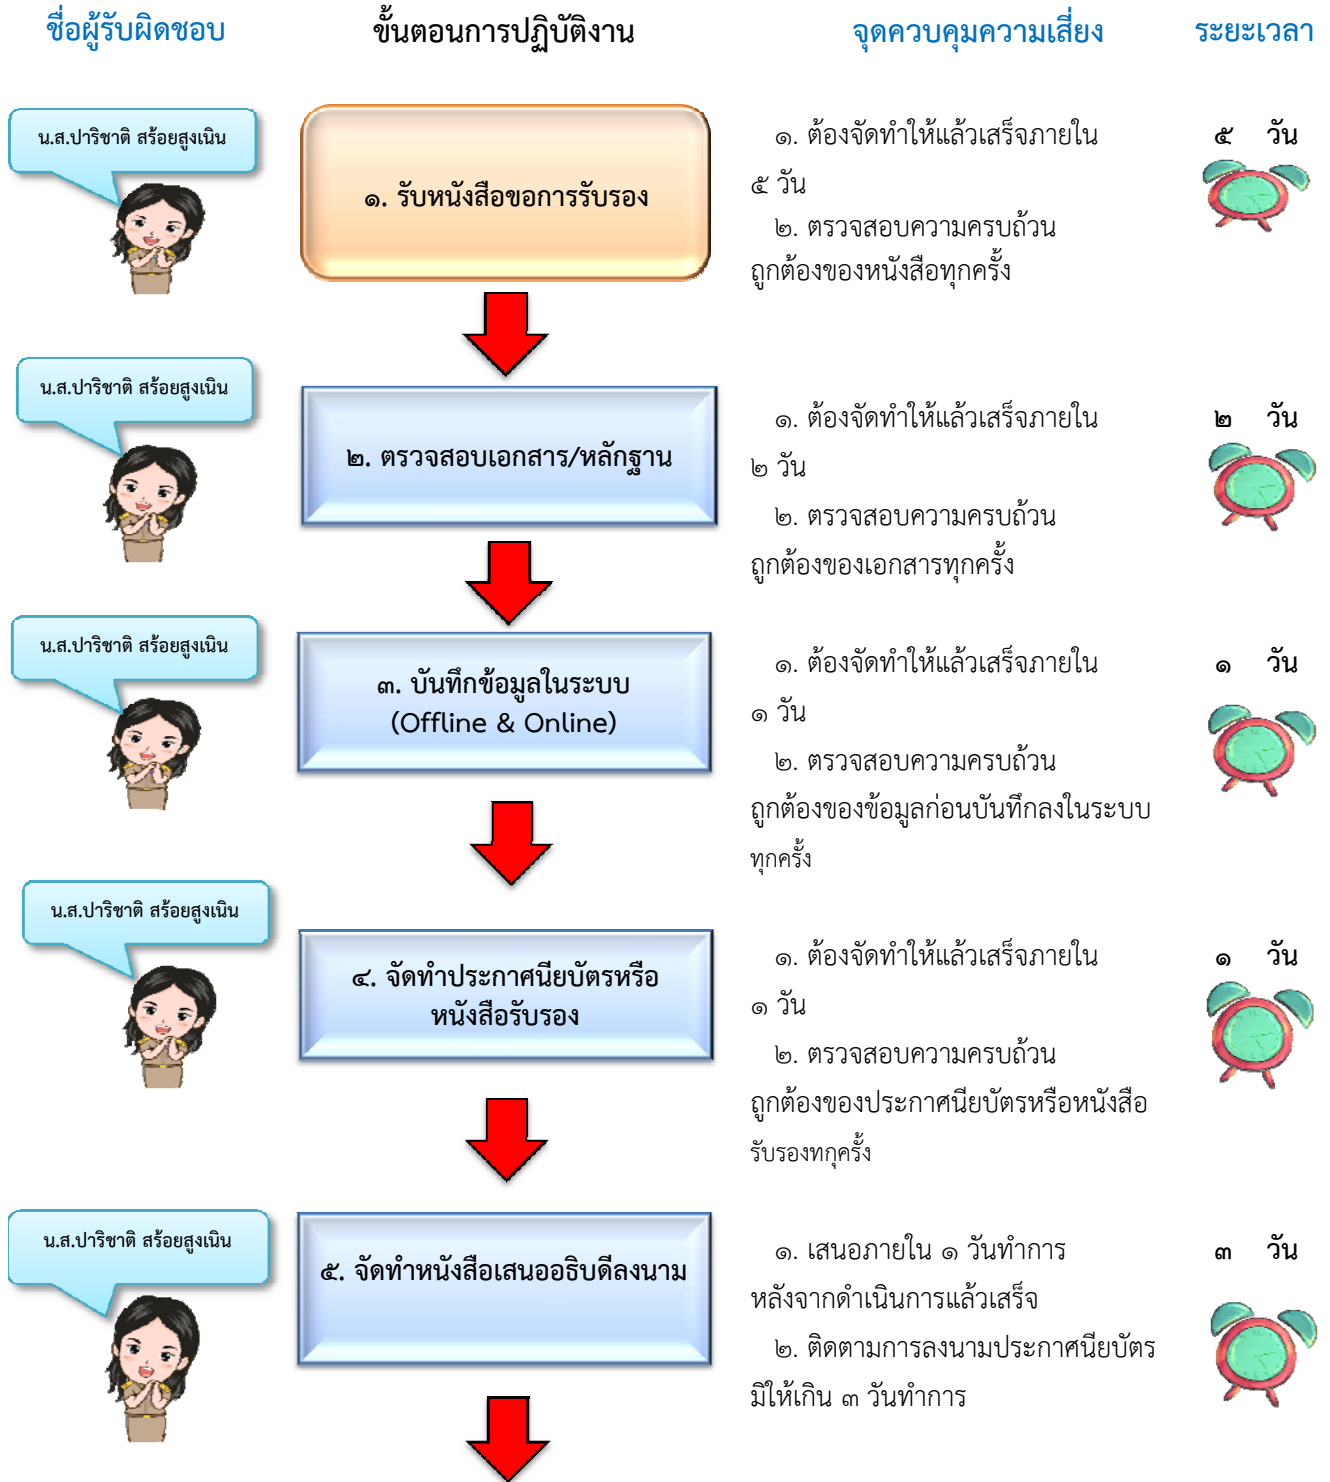 ชื่อผู้รับผิดชอบ ขั้นตอนการปฏิบัติงาน จุดควบคุมความเสี่ยง ระยะเวลา
น.ส.ปาริชาติ สร้อยสูงเนิน
๑. รับหนังสือขอการรับรอง
๑. ต้องจัดทำให้แล้วเสร็จภายใน
๕ วัน
๒. ตรวจสอบความครบถ้วน
ถูกต้องของหนังสือทุกครั้ง
๕ วัน
น.ส.ปาริชาติ สร้อยสูงเนิน
๒. ตรวจสอบเอกสาร/หลักฐาน
๑. ต้องจัดทำให้แล้วเสร็จภายใน
๒ วัน
๒. ตรวจสอบความครบถ้วน
ถูกต้องของเอกสารทุกครั้ง
๒ วัน
น.ส.ปาริชาติ สร้อยสูงเนิน
๓. บันทึกข้อมูลในระบบ
(Offline & Online)
๑. ต้องจัดทำให้แล้วเสร็จภายใน
๑ วัน
๒. ตรวจสอบความครบถ้วน
ถูกต้องของข้อมูลก่อนบันทึกลงในระบบ
ทุกครั้ง
๑ วัน
น.ส.ปาริชาติ สร้อยสูงเนิน
๔. จัดทำประกาศนียบัตรหรือ
หนังสือรับรอง
๑. ต้องจัดทำให้แล้วเสร็จภายใน
๑ วัน
๒. ตรวจสอบความครบถ้วน
ถูกต้องของประกาศนียบัตรหรือหนังสือ
รับรองทกุครั้ง
๑ วัน
น.ส.ปาริชาติ สร้อยสูงเนิน
๕. จัดทำหนังสือเสนออธิบดีลงนาม
๑. เสนอภายใน ๑ วันทำการ
หลังจากดำเนินการแล้วเสร็จ
๒. ติดตามการลงนามประกาศนียบัตร
มิให้เกิน ๓ วันทำการ
๓ วัน